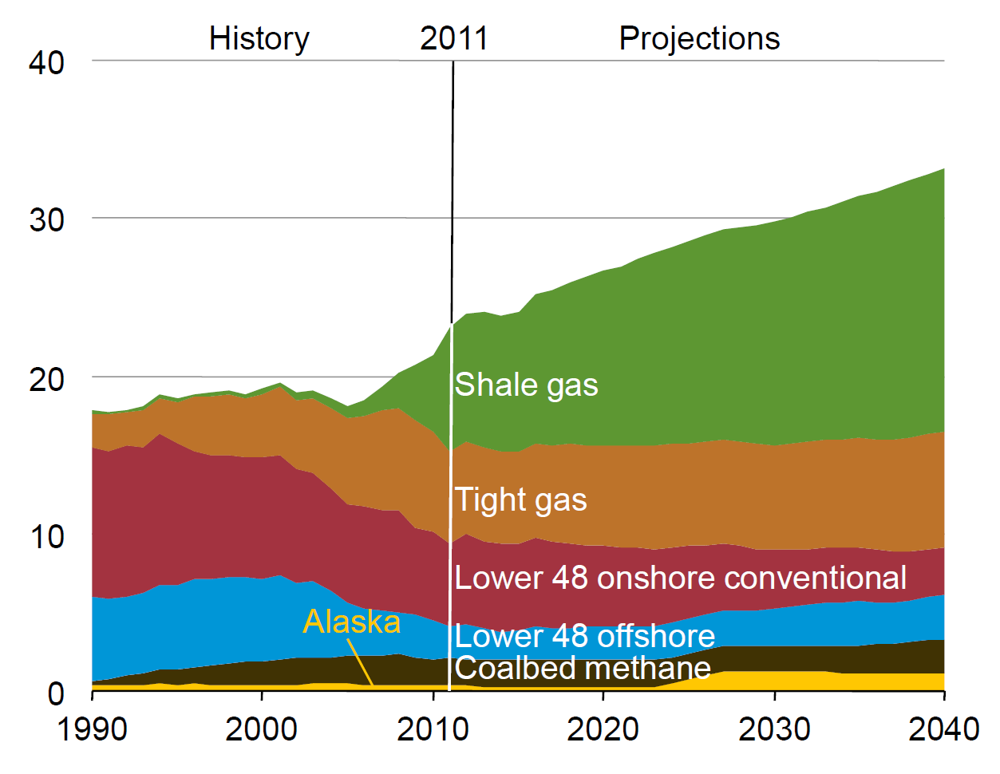 History 2011 Projections
40
30
20
10
0
Shale gas
Tight gas
Lower 48 onshore conventional
Alaska
Lower 48 offshore
Coalbed methane
1990 2000 2010 2020 2030 2040